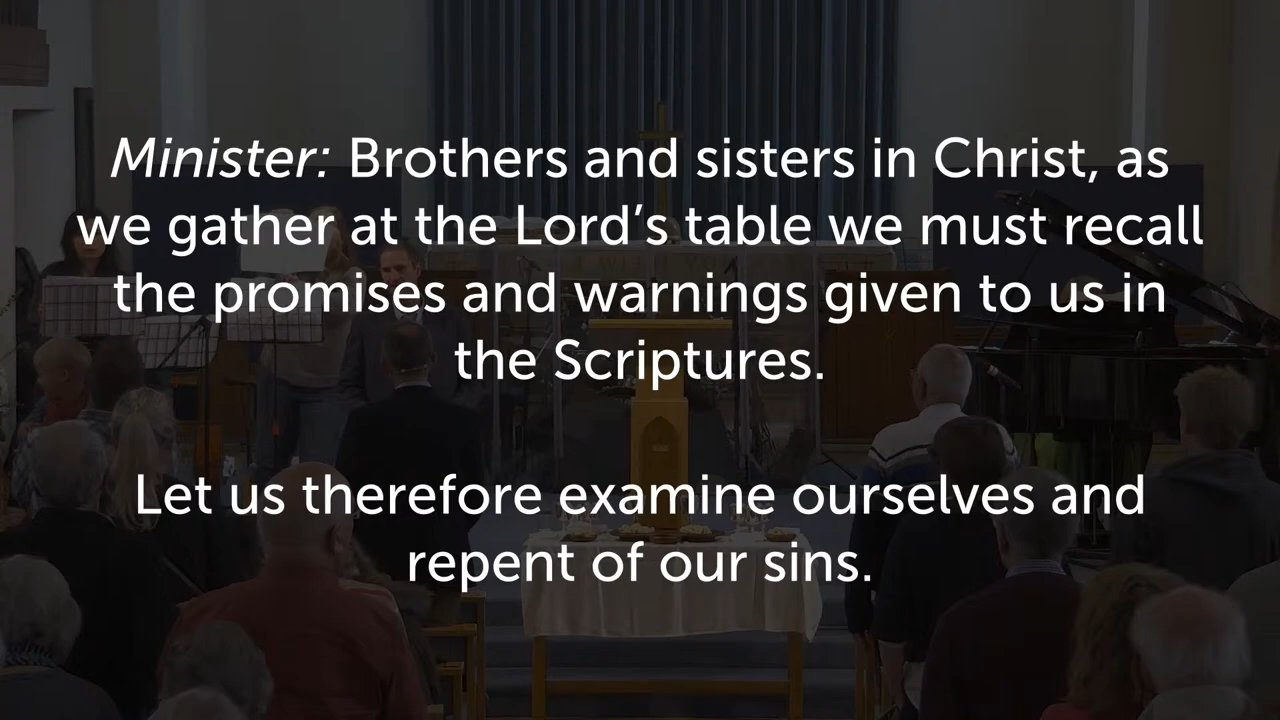 Minister: Brothers and sisters in Christ, as
we gather at the Lord’s table we must recall
the promises and warnings given to us in
the Scriptures.
Let us therefore examine ourselves and
repent of our sins.